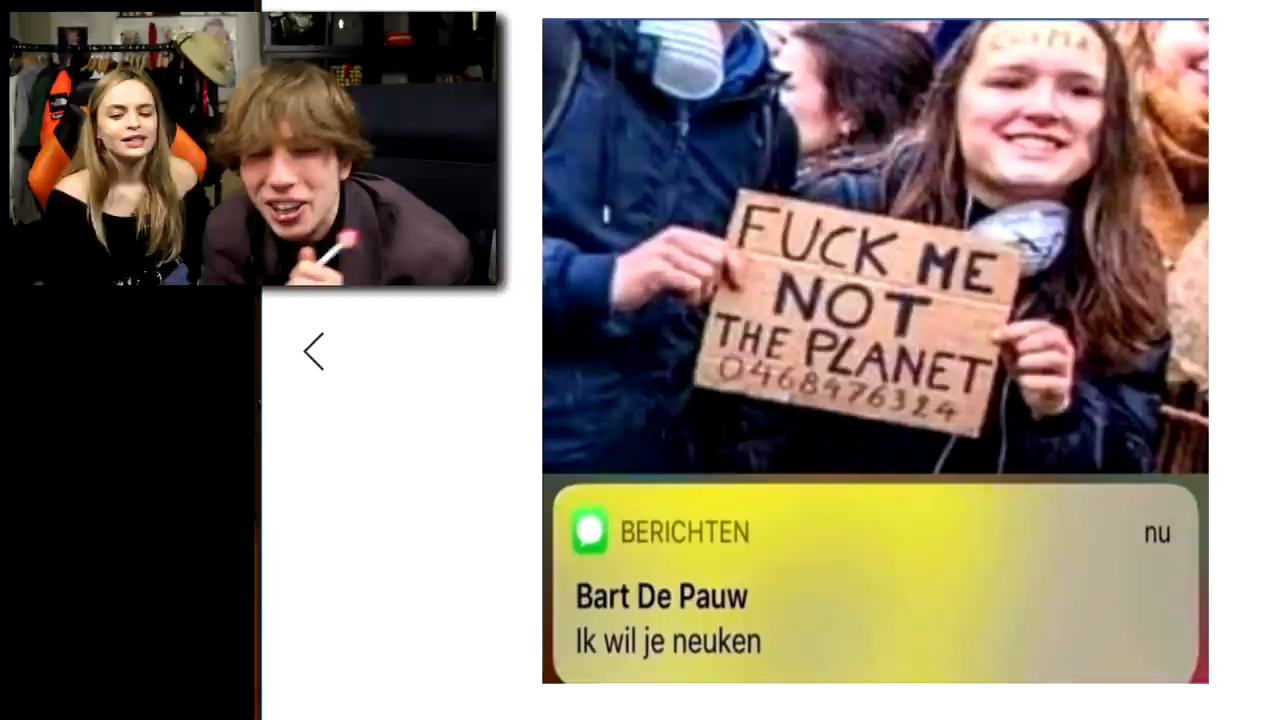 FUCK ME
NOT
THE PLANET
0468476324
BERICHTEN
nu
Bart De Pauw
Ik wil je neuken